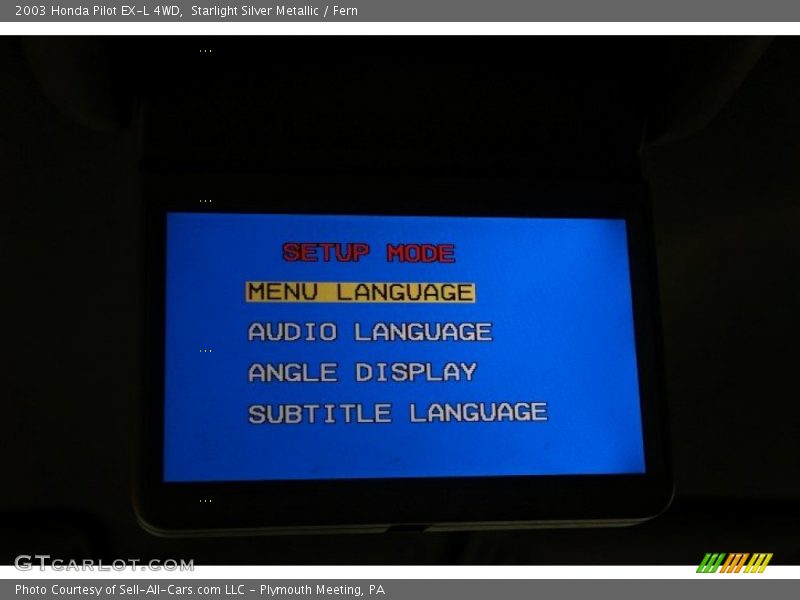 2003 Honda Pilot EX-L 4WD, Starlight Silver Metallic / Fern
...
...
SETUP MODE
MENU LANGUAGE
AUDIO LANGUAGE
...
ANGLE DISPLAY
SUBTITLE LANGUAGE
...
GTCARLOT.COM
Photo Courtesy of Sell-All-Cars.com LLC - Plymouth Meeting, PA